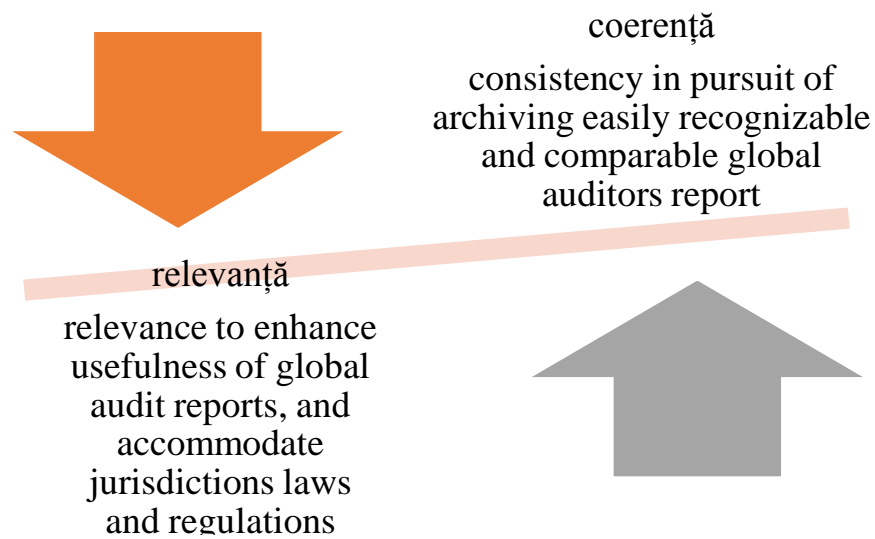 coerență
consistency in pursuit of
archiving easily recognizable
and comparable global
auditors report
relevanță
relevance to enhance
usefulness of global
audit reports, and
accommodate
jurisdictions laws
and regulations